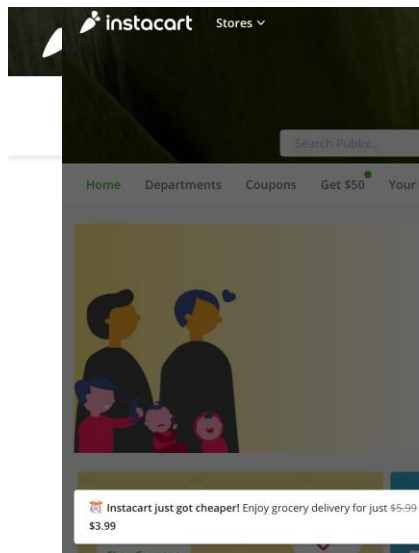 instacart Stores
Search Publix...
Home Departments Coupons Get $50 Your
Instacart just got cheaper! Enjoy grocery delivery for just $5.99
$3.99